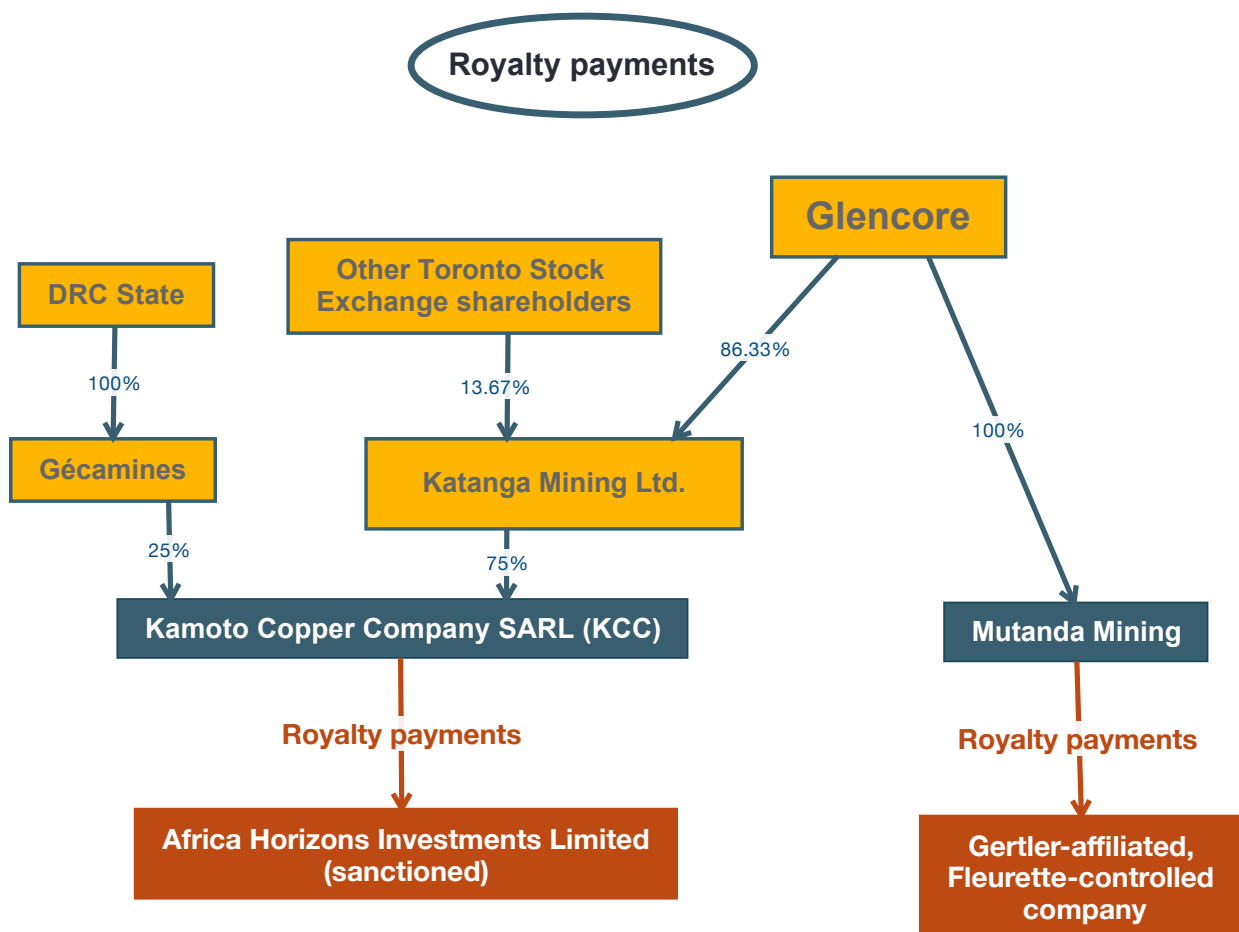 Royalty payments
Glencore
Other Toronto Stock
Exchange shareholders
DRC State
86.33%
100%
13.67%
100%
Gécamines
Katanga Mining Ltd.
25%
75%
Kamoto Copper Company SARL (KCC)
Mutanda Mining
Royalty payments
Royalty payments
Africa Horizons Investments Limited
(sanctioned)
Gertler-affiliated,
Fleurette-controlled
company